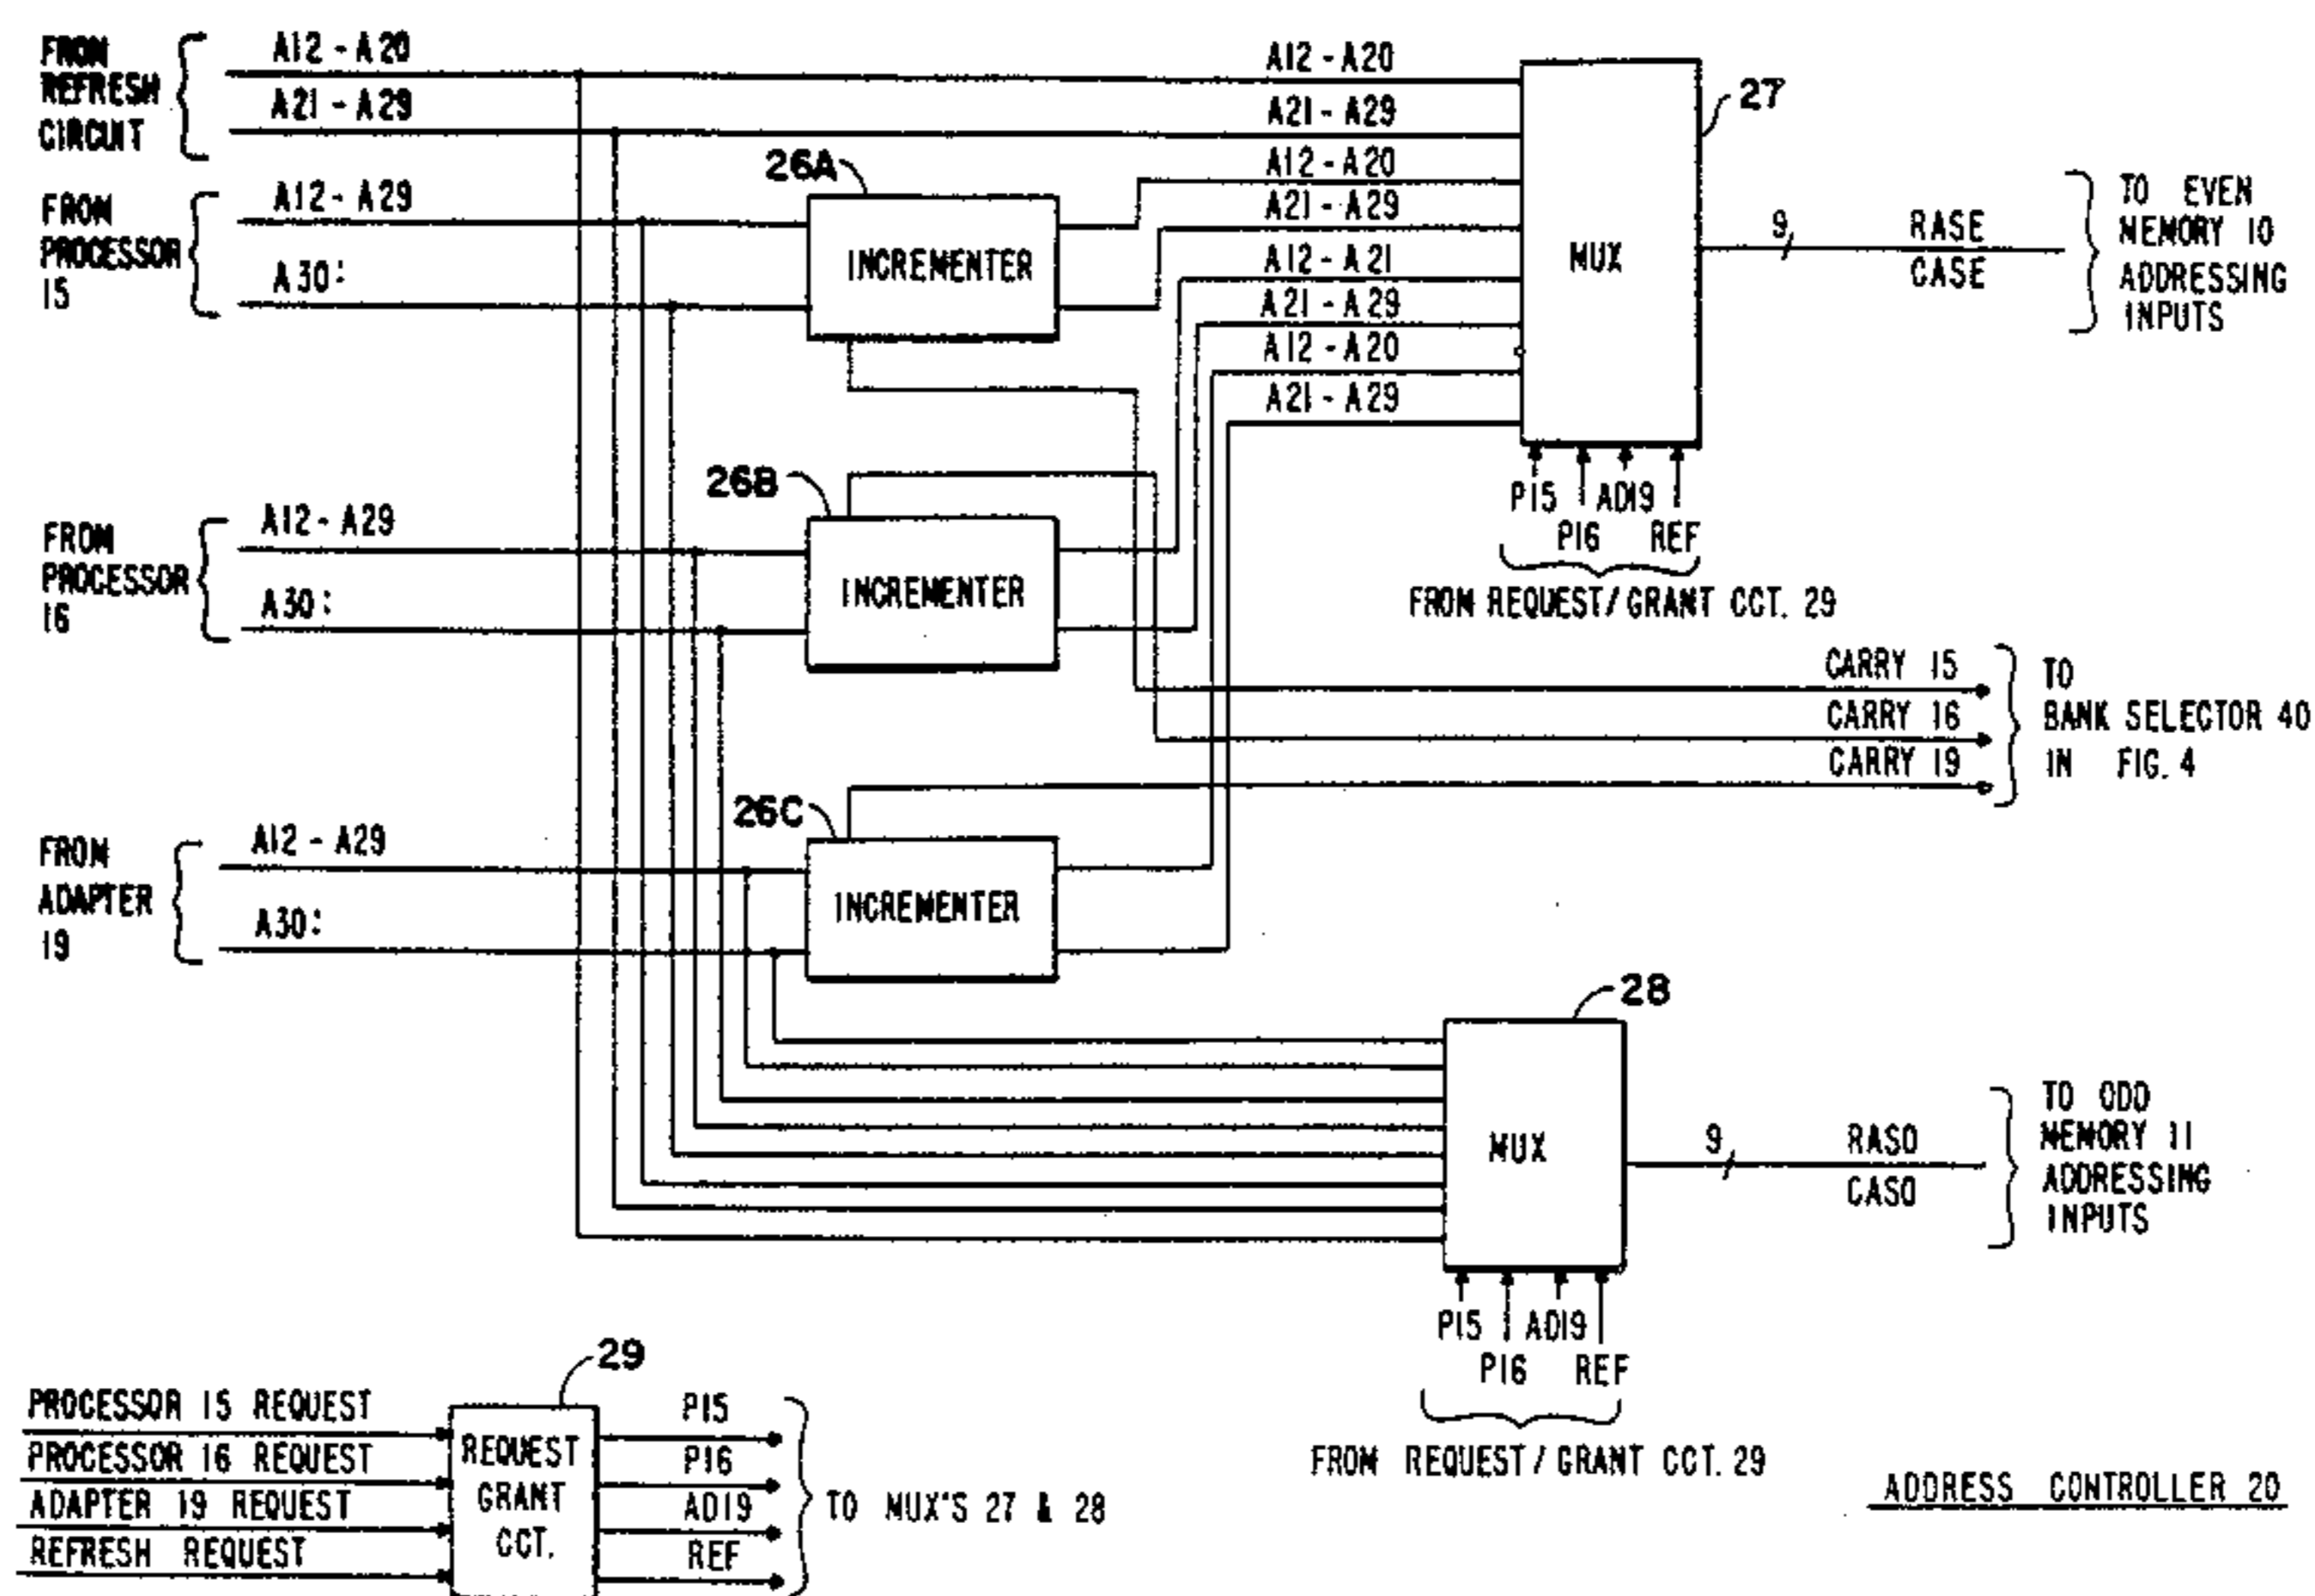 FROM
REFRESH
CIRCUIT
A12 - A20
A21 - A29
FROM
PROCESSOR
15
A12 - A29
A30:
FROM
PROCESSOR
16
A12 - A29
A30:
FROM
ADAPTER
19
A12 - A29
A30:
26A
INCREMENTER
26B
INCREMENTER
26C
INCREMENTER
A12 - A20
A21 - A29
A12 - A20
A21 - A29
A12 - A21
A21 - A29
A12 - A20
A21 - A29
27
MUX
P15 AD19
P16 REF
FROM REQUEST/GRANT CCT. 29
9
RASE
CASE
TO EVEN
MEMORY 10
ADDRESSING
INPUTS
CARRY 15
CARRY 16
CARRY 19
TO
BANK SELECTOR 40
IN FIG. 4
28
MUX
P15 AD19
P16 REF
FROM REQUEST/GRANT CCT. 29
9
RASO
CASO
TO ODD
MEMORY 11
ADDRESSING
INPUTS
PROCESSOR 15 REQUEST
PROCESSOR 16 REQUEST
ADAPTER 19 REQUEST
REFRESH REQUEST
29
REQUEST
GRANT
CCT.
P15
P16
AD19
REF
TO MUX'S 27 & 28
ADDRESS CONTROLLER 20